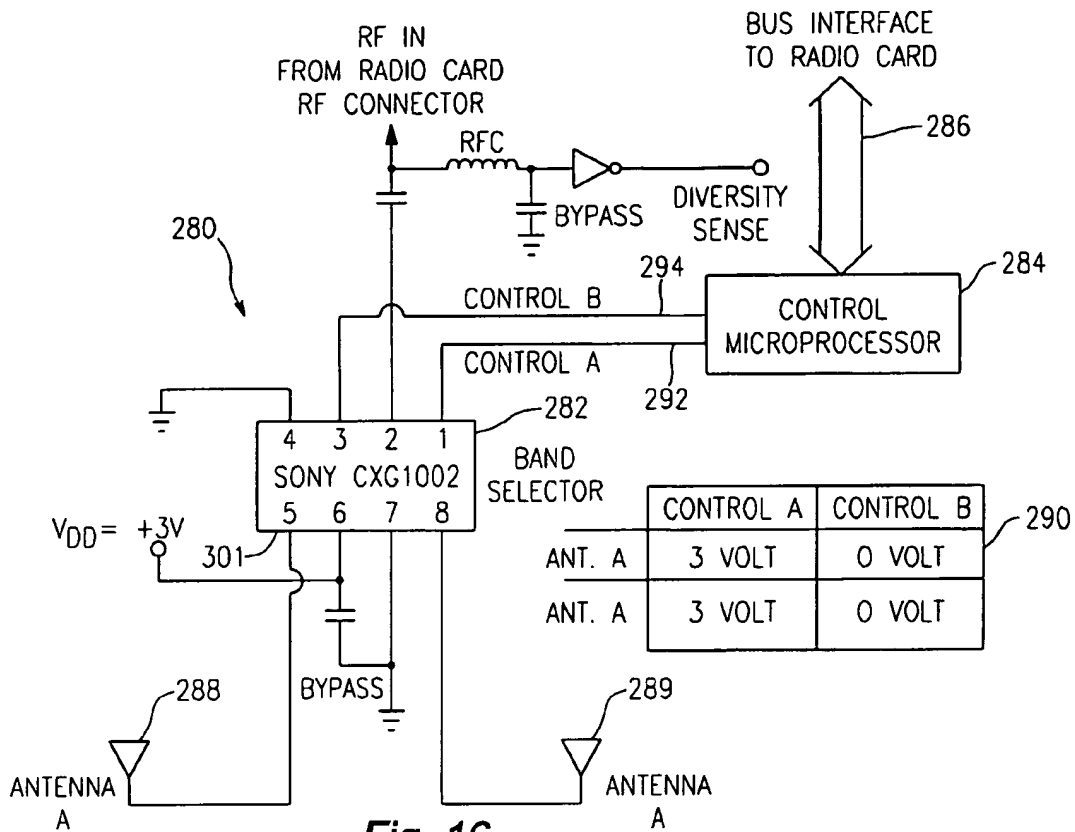 RF IN
FROM RADIO CARD
RF CONNECTOR
BUS INTERFACE
TO RADIO CARD
286
RFC
BYPASS
DIVERSITY
SENSE
280
294
284
CONTROL B
CONTROL
MICROPROCESSOR
CONTROL A
292
282
4 3 2 1
SONY CXG1002
5 6 7 8
BAND
SELECTOR
VDD= +3V
301
CONTROL A CONTROL B
290
ANT. A 3 VOLT 0 VOLT
ANT. A 3 VOLT 0 VOLT
BYPASS
288
289
ANTENNA
A
ANTENNA
A
Fig. 16